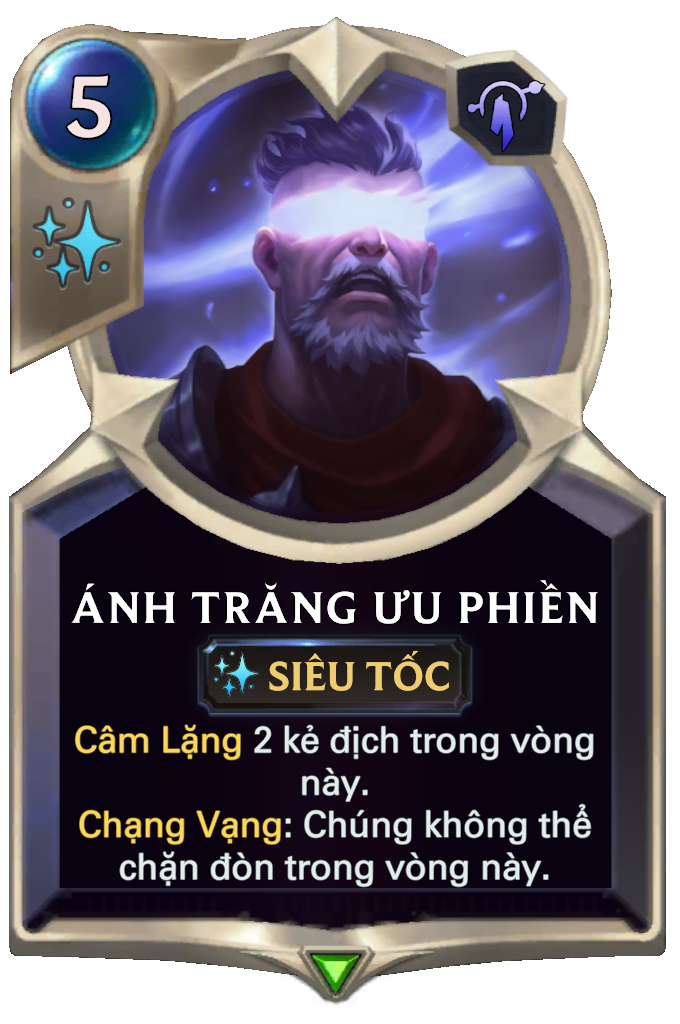 5
ÁNH TRĂNG ƯU PHIỀN
SIÊU TỐC
Câm Lặng 2 kẻ địch trong vòng
này.
Chạng Vạng: Chúng không thể
chặn đòn trong vòng này.